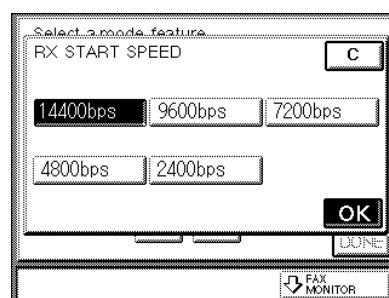 Select a mode feature
RX START SPEED
C
14400bps 9600bps 7200bps
4800bps 2400bps
OK
DONE
FAX
MONITOR